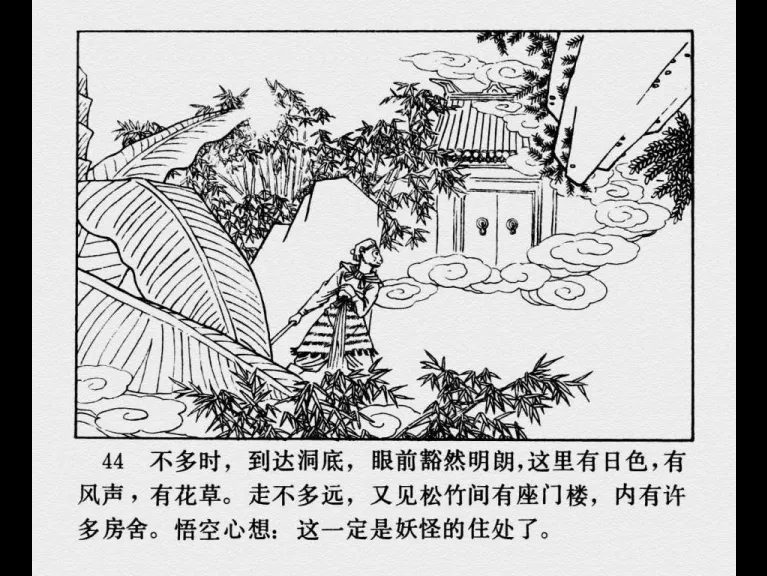 44 不多时，到达洞底，眼前豁然明朗，这里有日色，有
风声，有花草。走不多远，又见松竹间有座门楼，内有许
多房舍。悟空心想：这一定是妖怪的住处了。